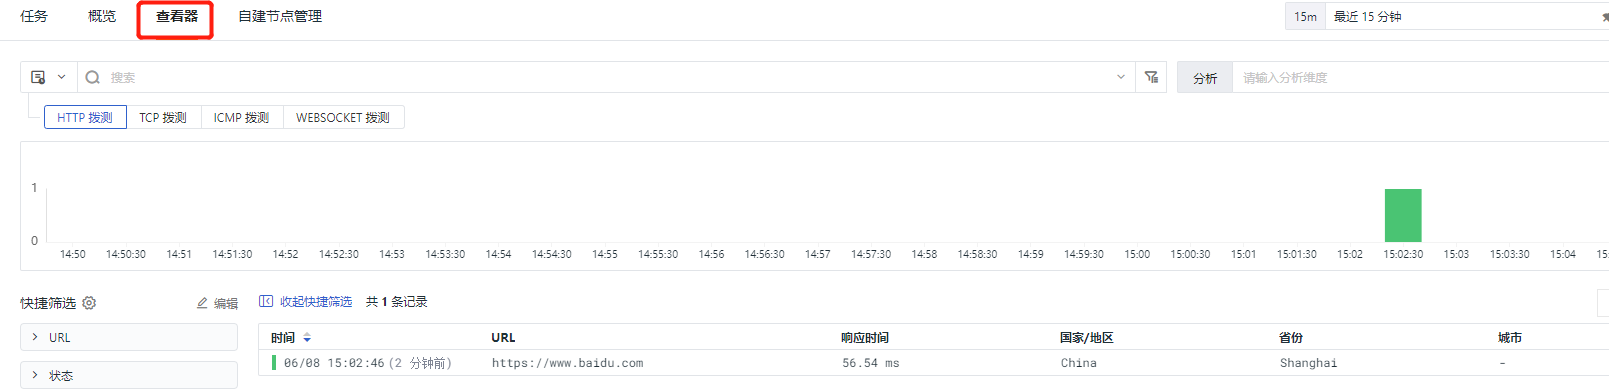 任务 概览 查看器 自建节点管理 15m 最近 15 分钟
搜索 分析 请输入分析维度
HTTP 拨测 TCP 拨测 ICMP 拨测 WEBSOCKET 拨测
1
0
14:50 14:50:30 14:51 14:51:30 14:52 14:52:30 14:53 14:53:30 14:54 14:54:30 14:55 14:55:30 14:56 14:56:30 14:57 14:57:30 14:58 14:58:30 14:59 14:59:30 15:00 15:00:30 15:01 15:01:30 15:02 15:02:30 15:03 15:03:30 15:04
快捷筛选 编辑 收起快捷筛选 共 1 条记录
URL
时间 URL 响应时间 国家/地区 省份 城市
06/08 15:02:46 (2 分钟前) https://www.baidu.com 56.54 ms China Shanghai -
状态